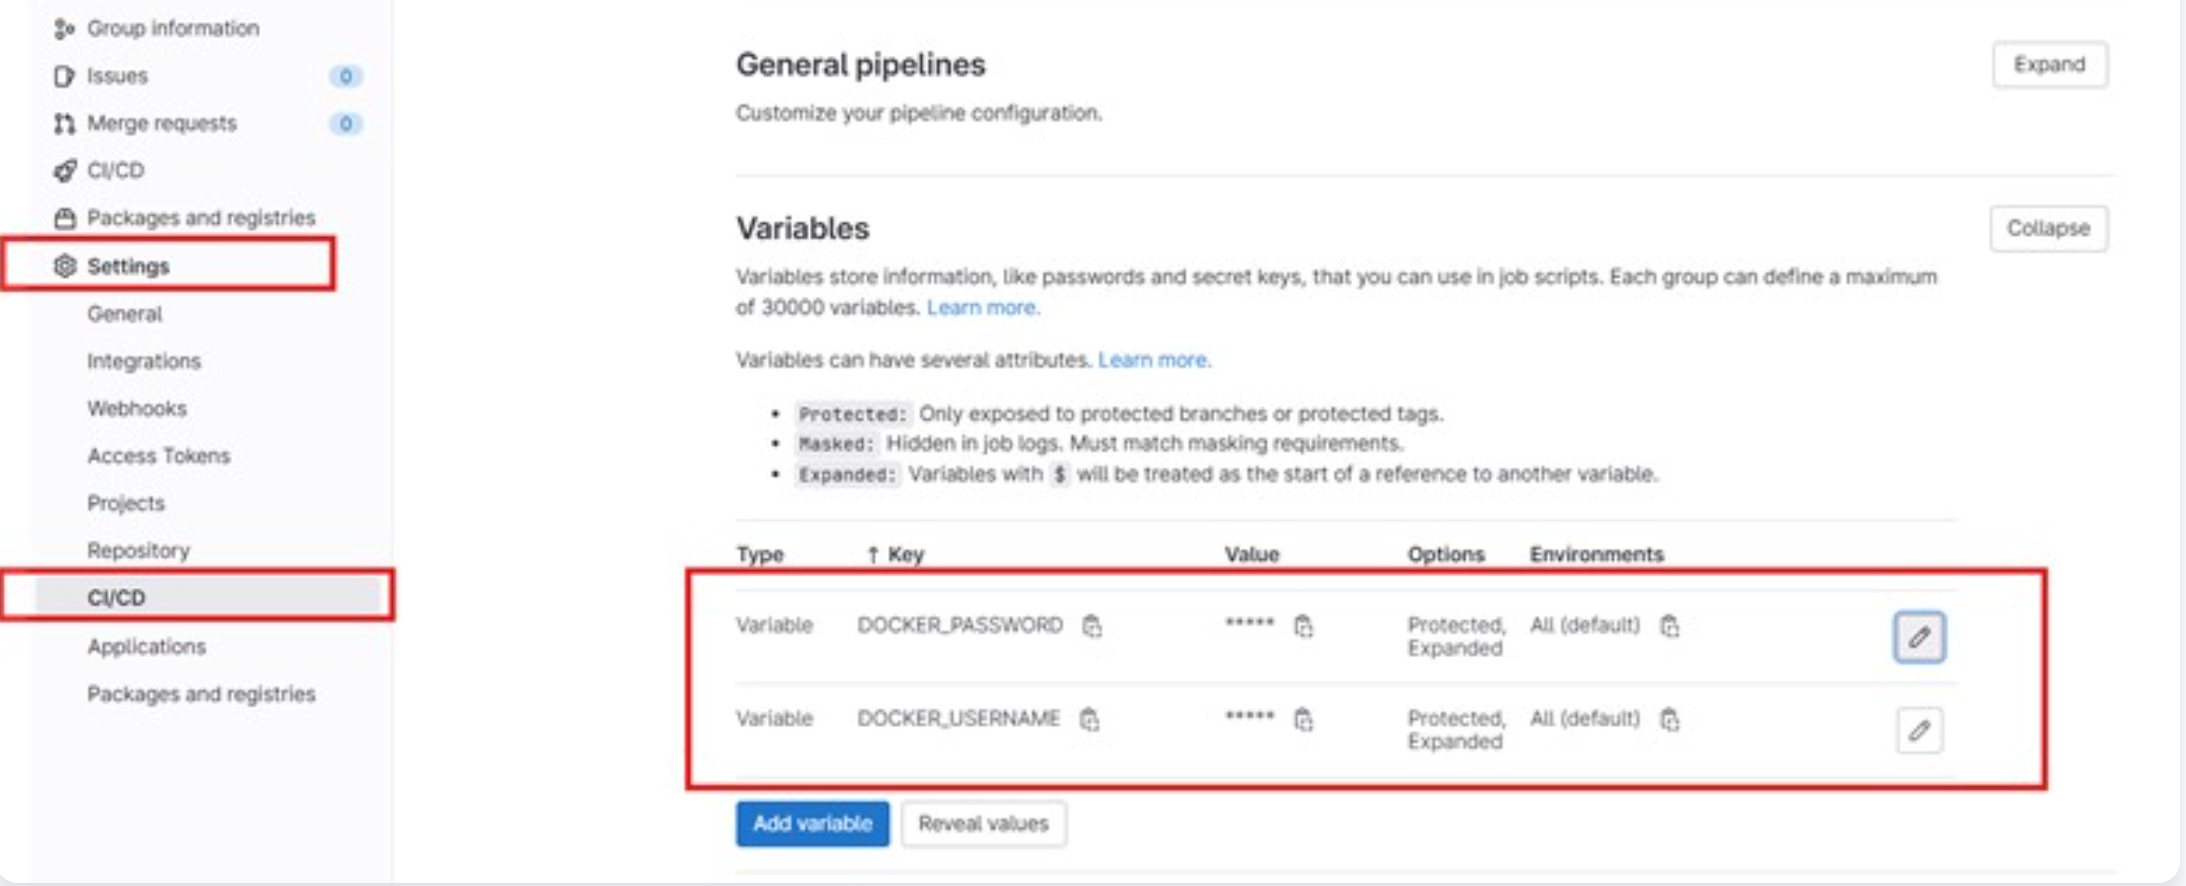 Group information
Issues 0
Merge requests 0
CI/CD
Packages and registries
Settings
General
Integrations
Webhooks
Access Tokens
Projects
Repository
CI/CD
Applications
Packages and registries
General pipelines
Expand
Customize your pipeline configuration.
Variables
Collapse
Variables store information, like passwords and secret keys, that you can use in job scripts. Each group can define a maximum
of 30000 variables. Learn more.
Variables can have several attributes. Learn more.
• Protected: Only exposed to protected branches or protected tags.
• Masked: Hidden in job logs. Must match masking requirements.
• Expanded: Variables with $ will be treated as the start of a reference to another variable.
Type ↑ Key Value Options Environments
Variable DOCKER_PASSWORD ***** Protected, All (default)
Expanded
Variable DOCKER_USERNAME ***** Protected, All (default)
Expanded
Add variable Reveal values